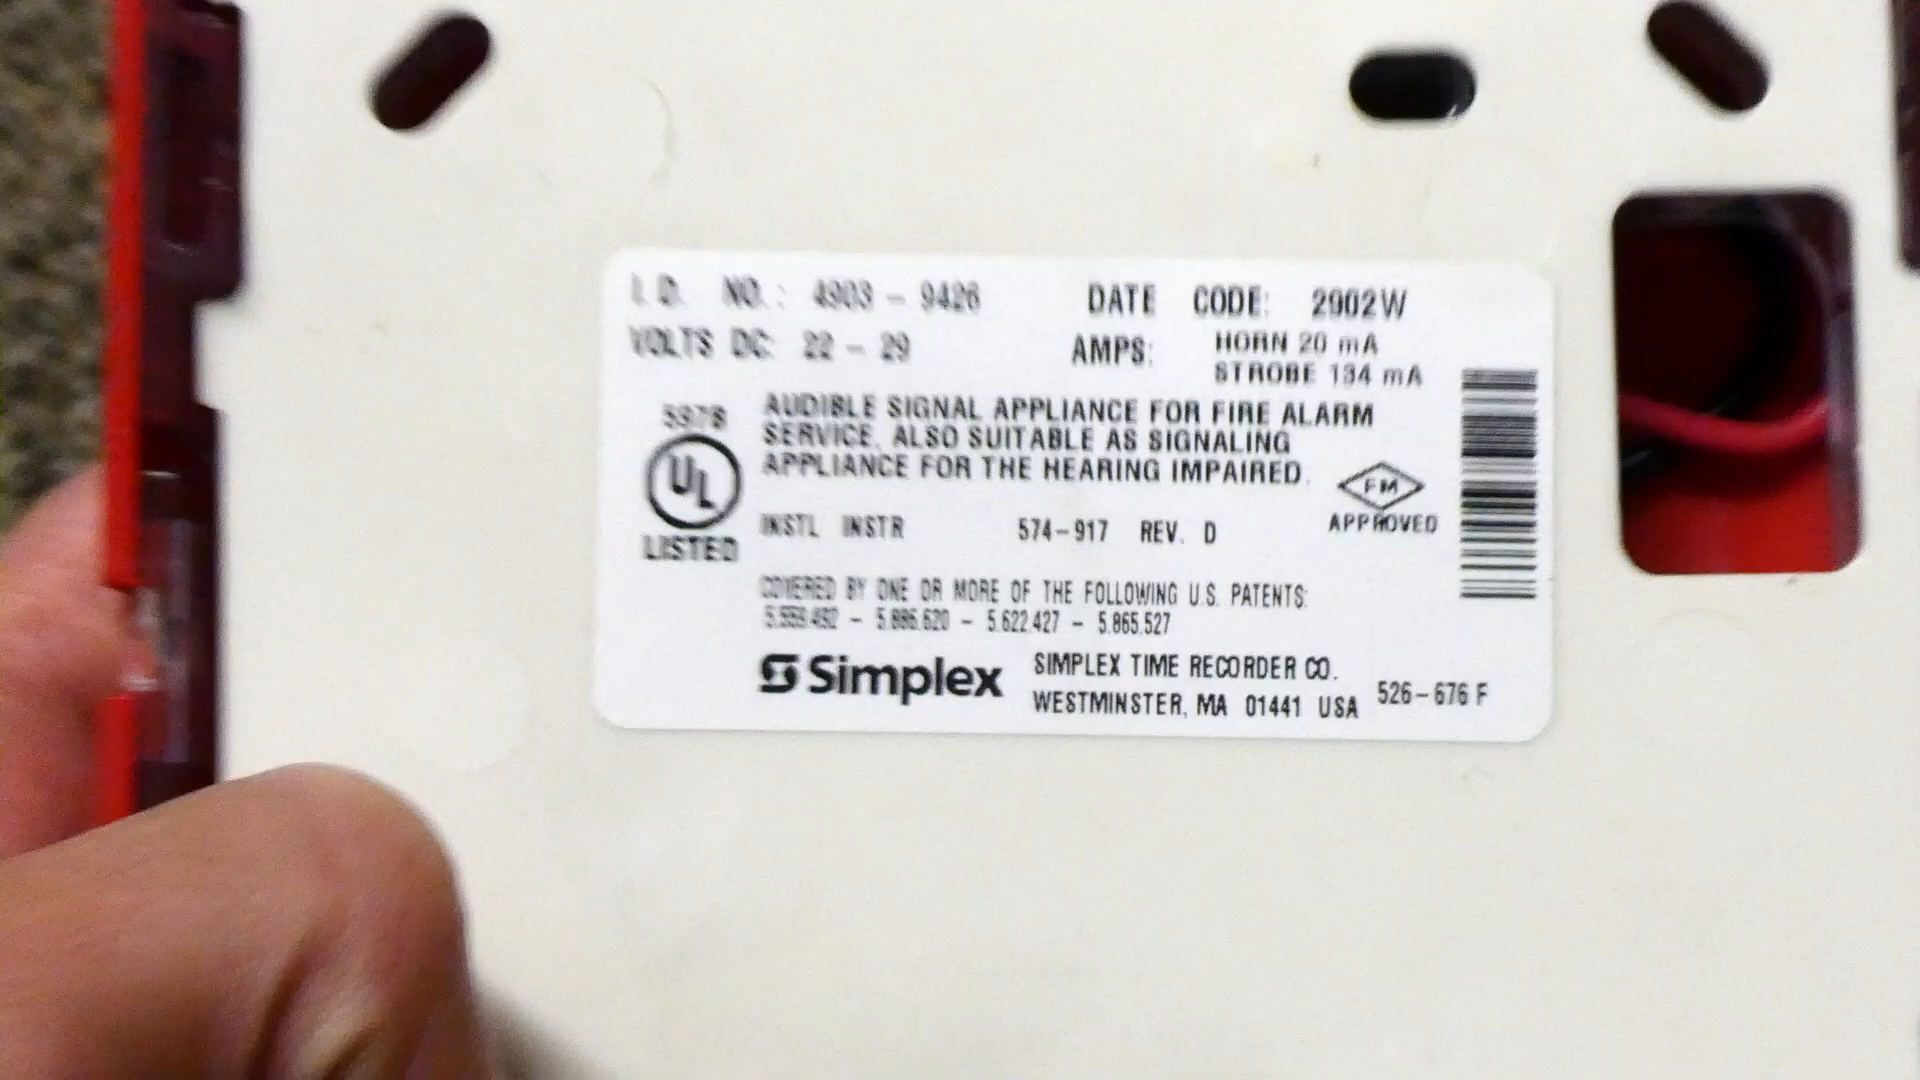 I.D. NO.: 4903 - 9426 DATE CODE: 2902W
VOLTS DC: 22 - 29 AMPS: HORN 20 mA
STROBE 134 mA
AUDIBLE SIGNAL APPLIANCE FOR FIRE ALARM
SERVICE. ALSO SUITABLE AS SIGNALING
APPLIANCE FOR THE HEARING IMPAIRED.
UL
LISTED
FM
APPROVED
INSTL INSTR 574-917 REV. D
COVERED BY ONE OR MORE OF THE FOLLOWING U.S. PATENTS:
5,559,492 - 5,886,620 - 5,622,427 - 5,865,527
Simplex
SIMPLEX TIME RECORDER CO.
WESTMINSTER, MA 01441 USA
526-676 F